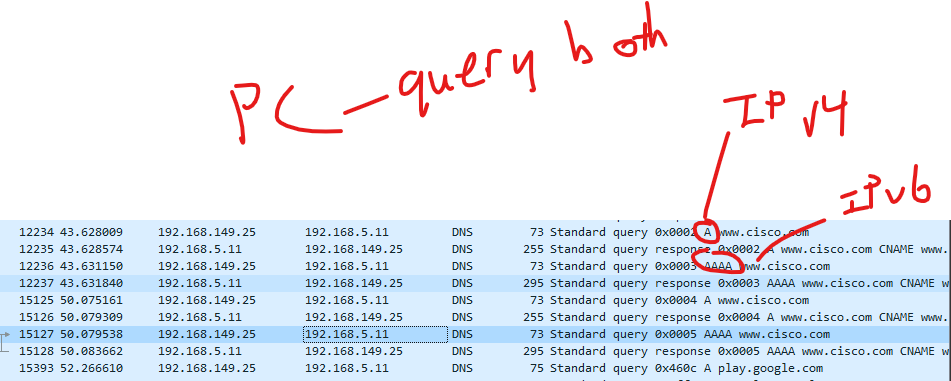 PC - query both
IPv4
IPv6
12234 43.628009 192.168.149.25 192.168.5.11 DNS 73 Standard query 0x0002 A www.cisco.com
12235 43.628574 192.168.5.11 192.168.149.25 DNS 255 Standard query response 0x0002 A www.cisco.com CNAME www.
12236 43.631150 192.168.149.25 192.168.5.11 DNS 73 Standard query 0x0003 AAAA www.cisco.com
12237 43.631840 192.168.5.11 192.168.149.25 DNS 295 Standard query response 0x0003 AAAA www.cisco.com CNAME w
15125 50.075161 192.168.149.25 192.168.5.11 DNS 73 Standard query 0x0004 A www.cisco.com
15126 50.079309 192.168.5.11 192.168.149.25 DNS 255 Standard query response 0x0004 A www.cisco.com CNAME www.
15127 50.079538 192.168.149.25 192.168.5.11 DNS 73 Standard query 0x0005 AAAA www.cisco.com
15128 50.083662 192.168.5.11 192.168.149.25 DNS 295 Standard query response 0x0005 AAAA www.cisco.com CNAME w
15393 52.266610 192.168.149.25 192.168.5.11 DNS 75 Standard query 0x460c A play.google.com